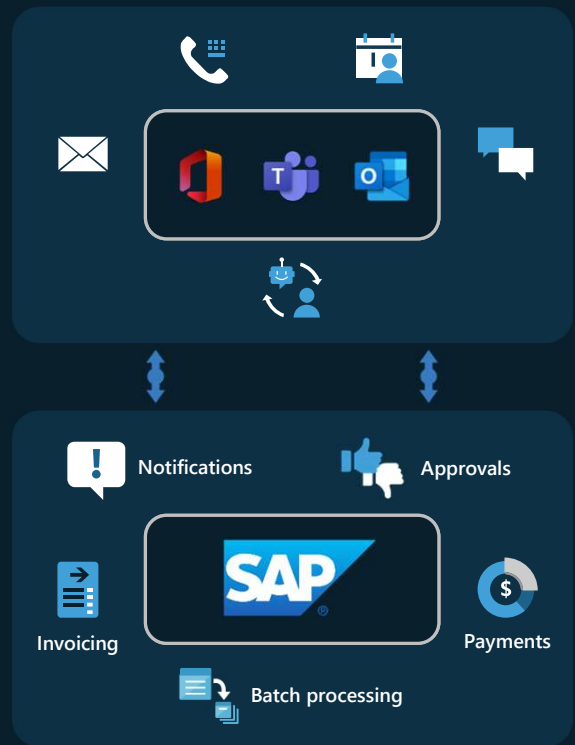 T
O
Notifications
Approvals
SAP®
$
Invoicing
Payments
Batch processing